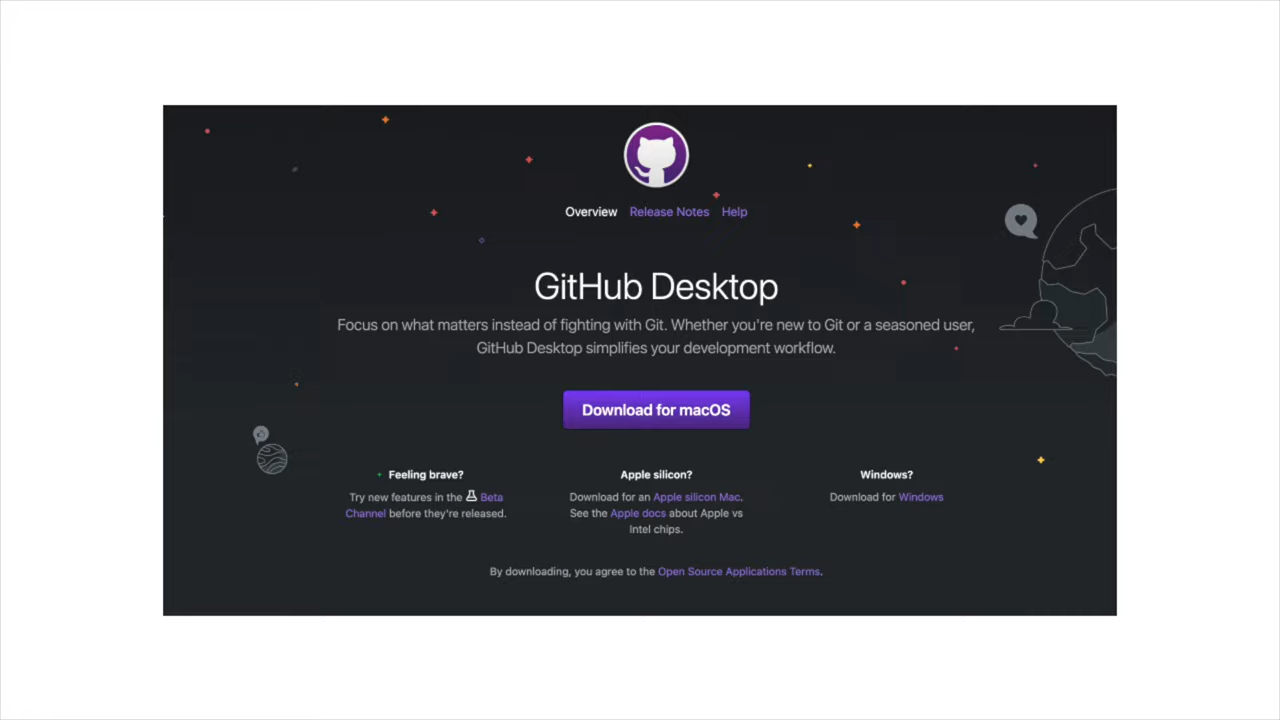 Overview Release Notes Help
GitHub Desktop
Focus on what matters instead of fighting with Git. Whether you're new to Git or a seasoned user,
GitHub Desktop simplifies your development workflow.
Download for macOS
Feeling brave?
Try new features in the Beta
Channel before they're released.
Apple silicon?
Download for an Apple silicon Mac.
See the Apple docs about Apple vs
Intel chips.
Windows?
Download for Windows
By downloading, you agree to the Open Source Applications Terms.